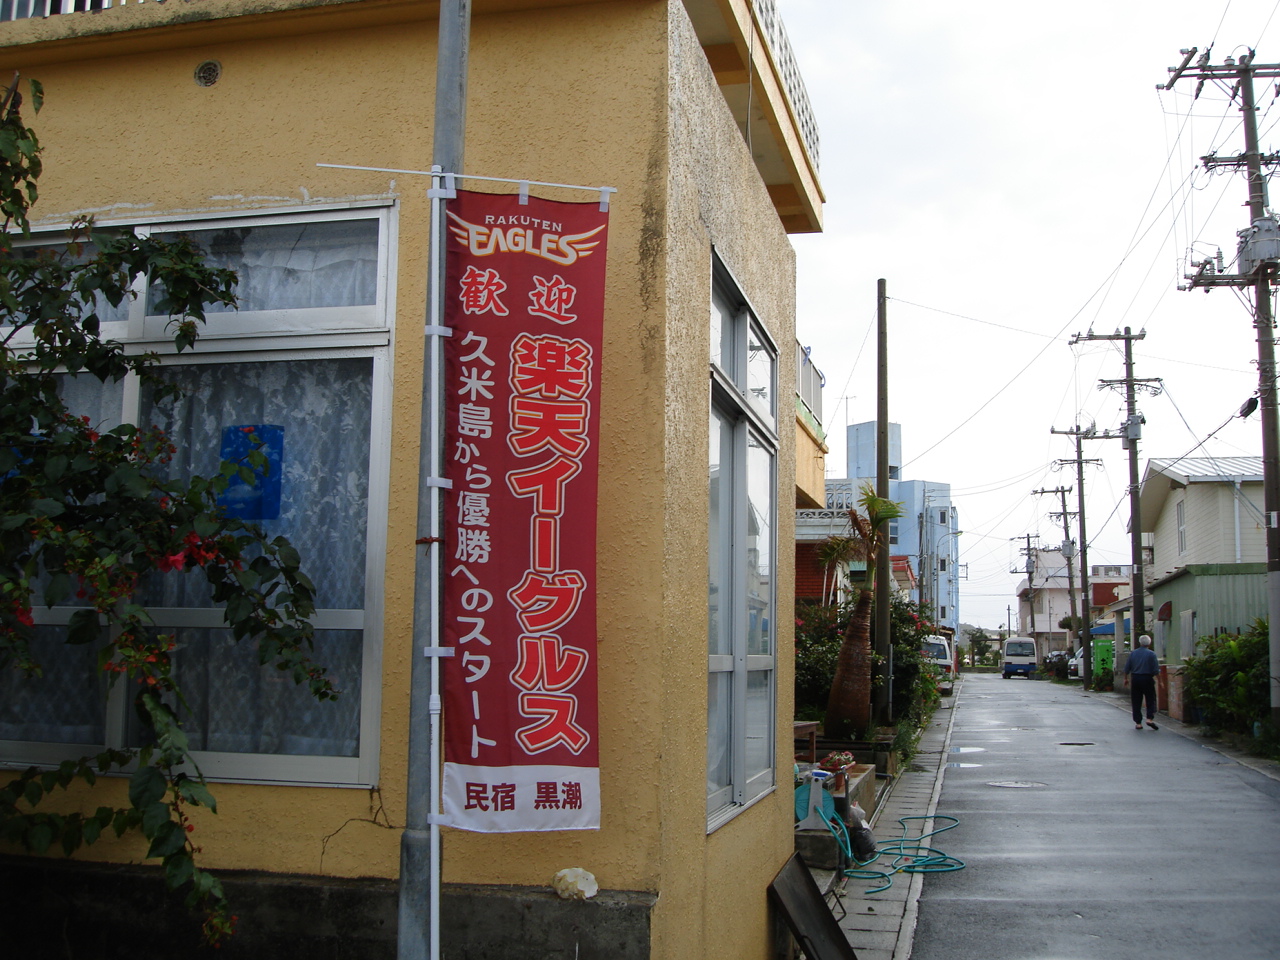 RAKUTEN
EAGLES
歓迎
楽天イーグルス
久米島から優勝へのスタート
民宿 黒潮